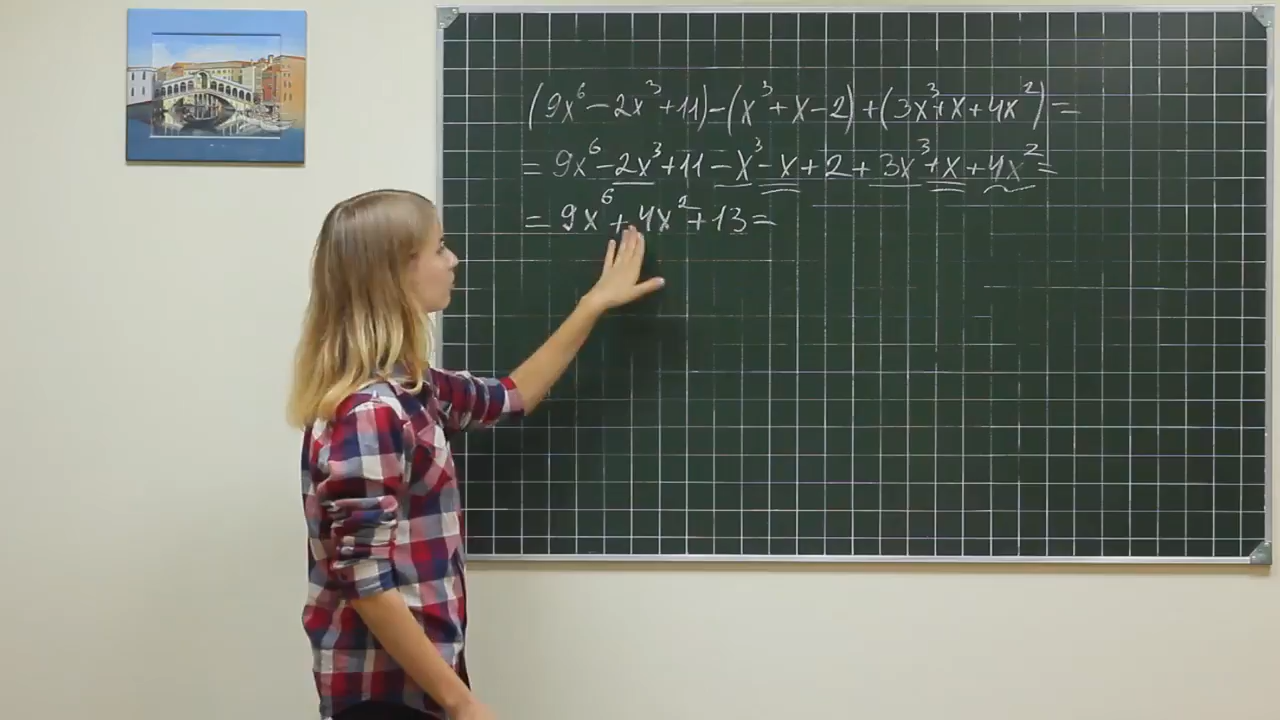 (9x⁶-2x³+11)-(x³+x-2)+(3x³+x+4x²)=
=9x⁶-2x³+11-x³-x+2+3x³+x+4x²=
=9x⁶+4x²+13=